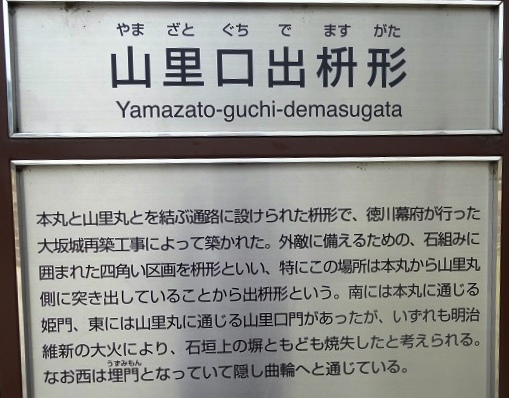 やま ざと ぐち で ます がた
山里口出枡形
Yamazato-guchi-demasugata
本丸と山里丸とを結ぶ通路に設けられた枡形で、徳川幕府が行った
大坂城再築工事によって築かれた。外敵に備えるための、石組みに
囲まれた四角い区画を枡形といい、特にこの場所は本丸から山里丸
側に突き出していることから出枡形という。南には本丸に通じる
姫門、東には山里丸に通じる山里口門があったが、いずれも明治
維新の大火により、石垣上の塀ともども焼失したと考えられる。
うずみもん
なお西は埋門となっていて隠し曲輪へと通じている。